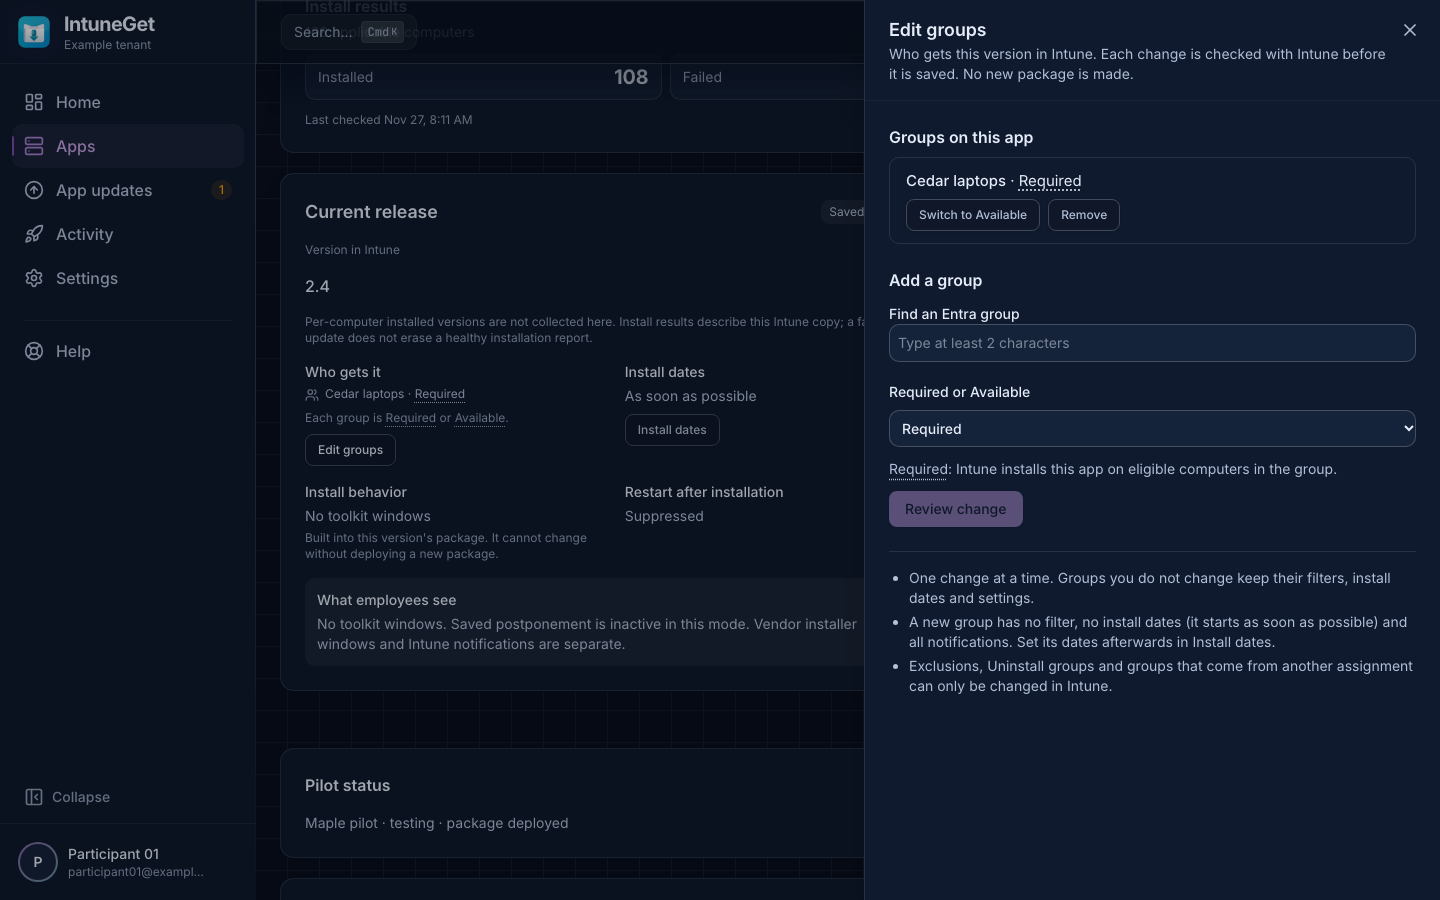 IntuneGet
Example tenant
Home
Apps
App updates
1
Activity
Settings
Help
Collapse
P
Participant 01
participant01@exampl...
Install results
Search...
Cmd K
computers
Installed
108
Failed
Last checked Nov 27, 8:11 AM
Current release
Saved
Version in Intune
2.4
Per-computer installed versions are not collected here. Install results describe this Intune copy; a fa
update does not erase a healthy installation report.
Who gets it
Cedar laptops · Required
Each group is Required or Available.
Edit groups
Install dates
As soon as possible
Install dates
Install behavior
No toolkit windows
Built into this version's package. It cannot change
without deploying a new package.
Restart after installation
Suppressed
What employees see
No toolkit windows. Saved postponement is inactive in this mode. Vendor installer
windows and Intune notifications are separate.
Pilot status
Maple pilot · testing · package deployed
Edit groups
Who gets this version in Intune. Each change is checked with Intune before
it is saved. No new package is made.
Groups on this app
Cedar laptops · Required
Switch to Available
Remove
Add a group
Find an Entra group
Type at least 2 characters
Required or Available
Required
Required: Intune installs this app on eligible computers in the group.
Review change
• One change at a time. Groups you do not change keep their filters, install
dates and settings.
• A new group has no filter, no install dates (it starts as soon as possible) and
all notifications. Set its dates afterwards in Install dates.
• Exclusions, Uninstall groups and groups that come from another assignment
can only be changed in Intune.